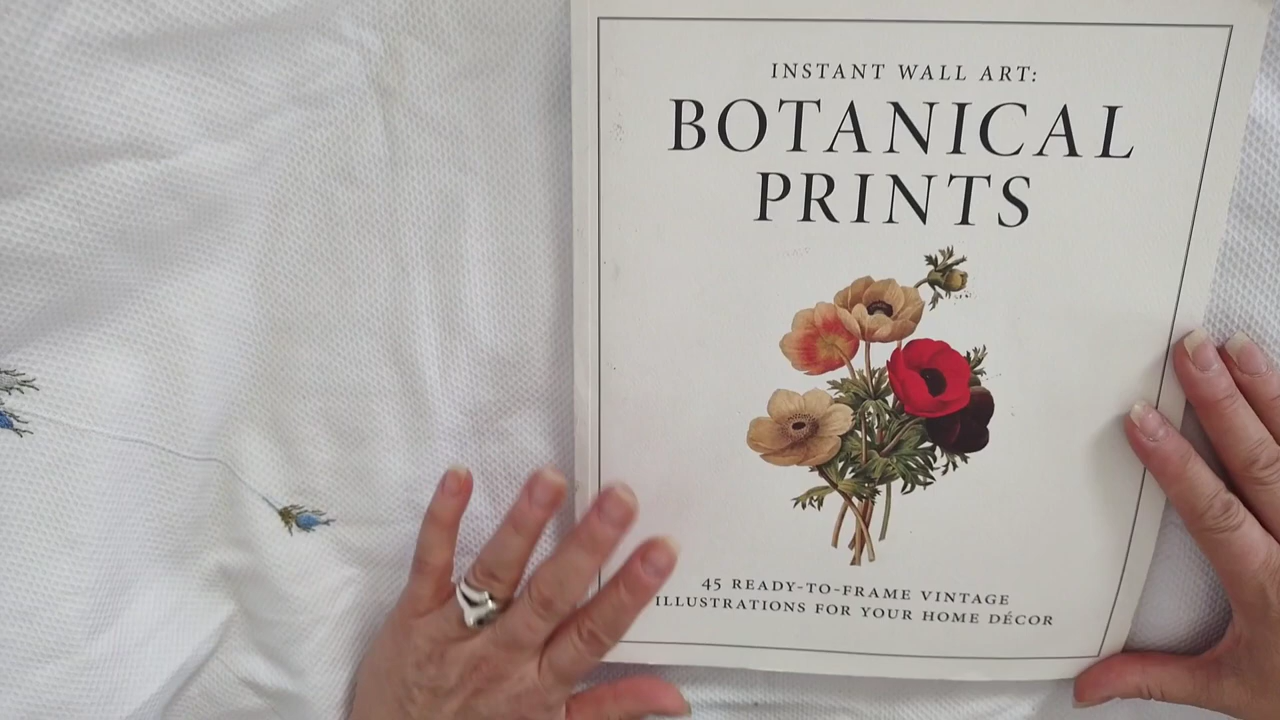 INSTANT WALL ART:
BOTANICAL
PRINTS
45 READY-TO-FRAME VINTAGE
ILLUSTRATIONS FOR YOUR HOME DÉCOR